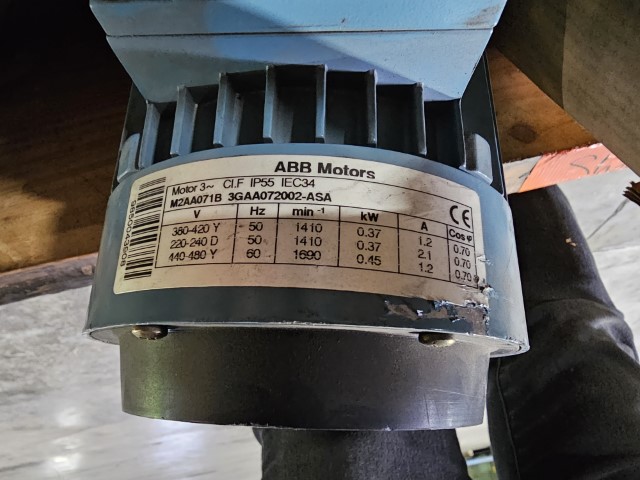 ABB Motors
Motor 3~ Cl.F IP55 IEC34
M2AA071B 3GAA072002-ASA
CE
V Hz min -1 kW A Cos φ
380-420 Y 50 1410 0.37 1.2 0.70
220-240 D 50 1410 0.37 2.1 0.70
440-480 Y 60 1690 0.45 1.2 0.70